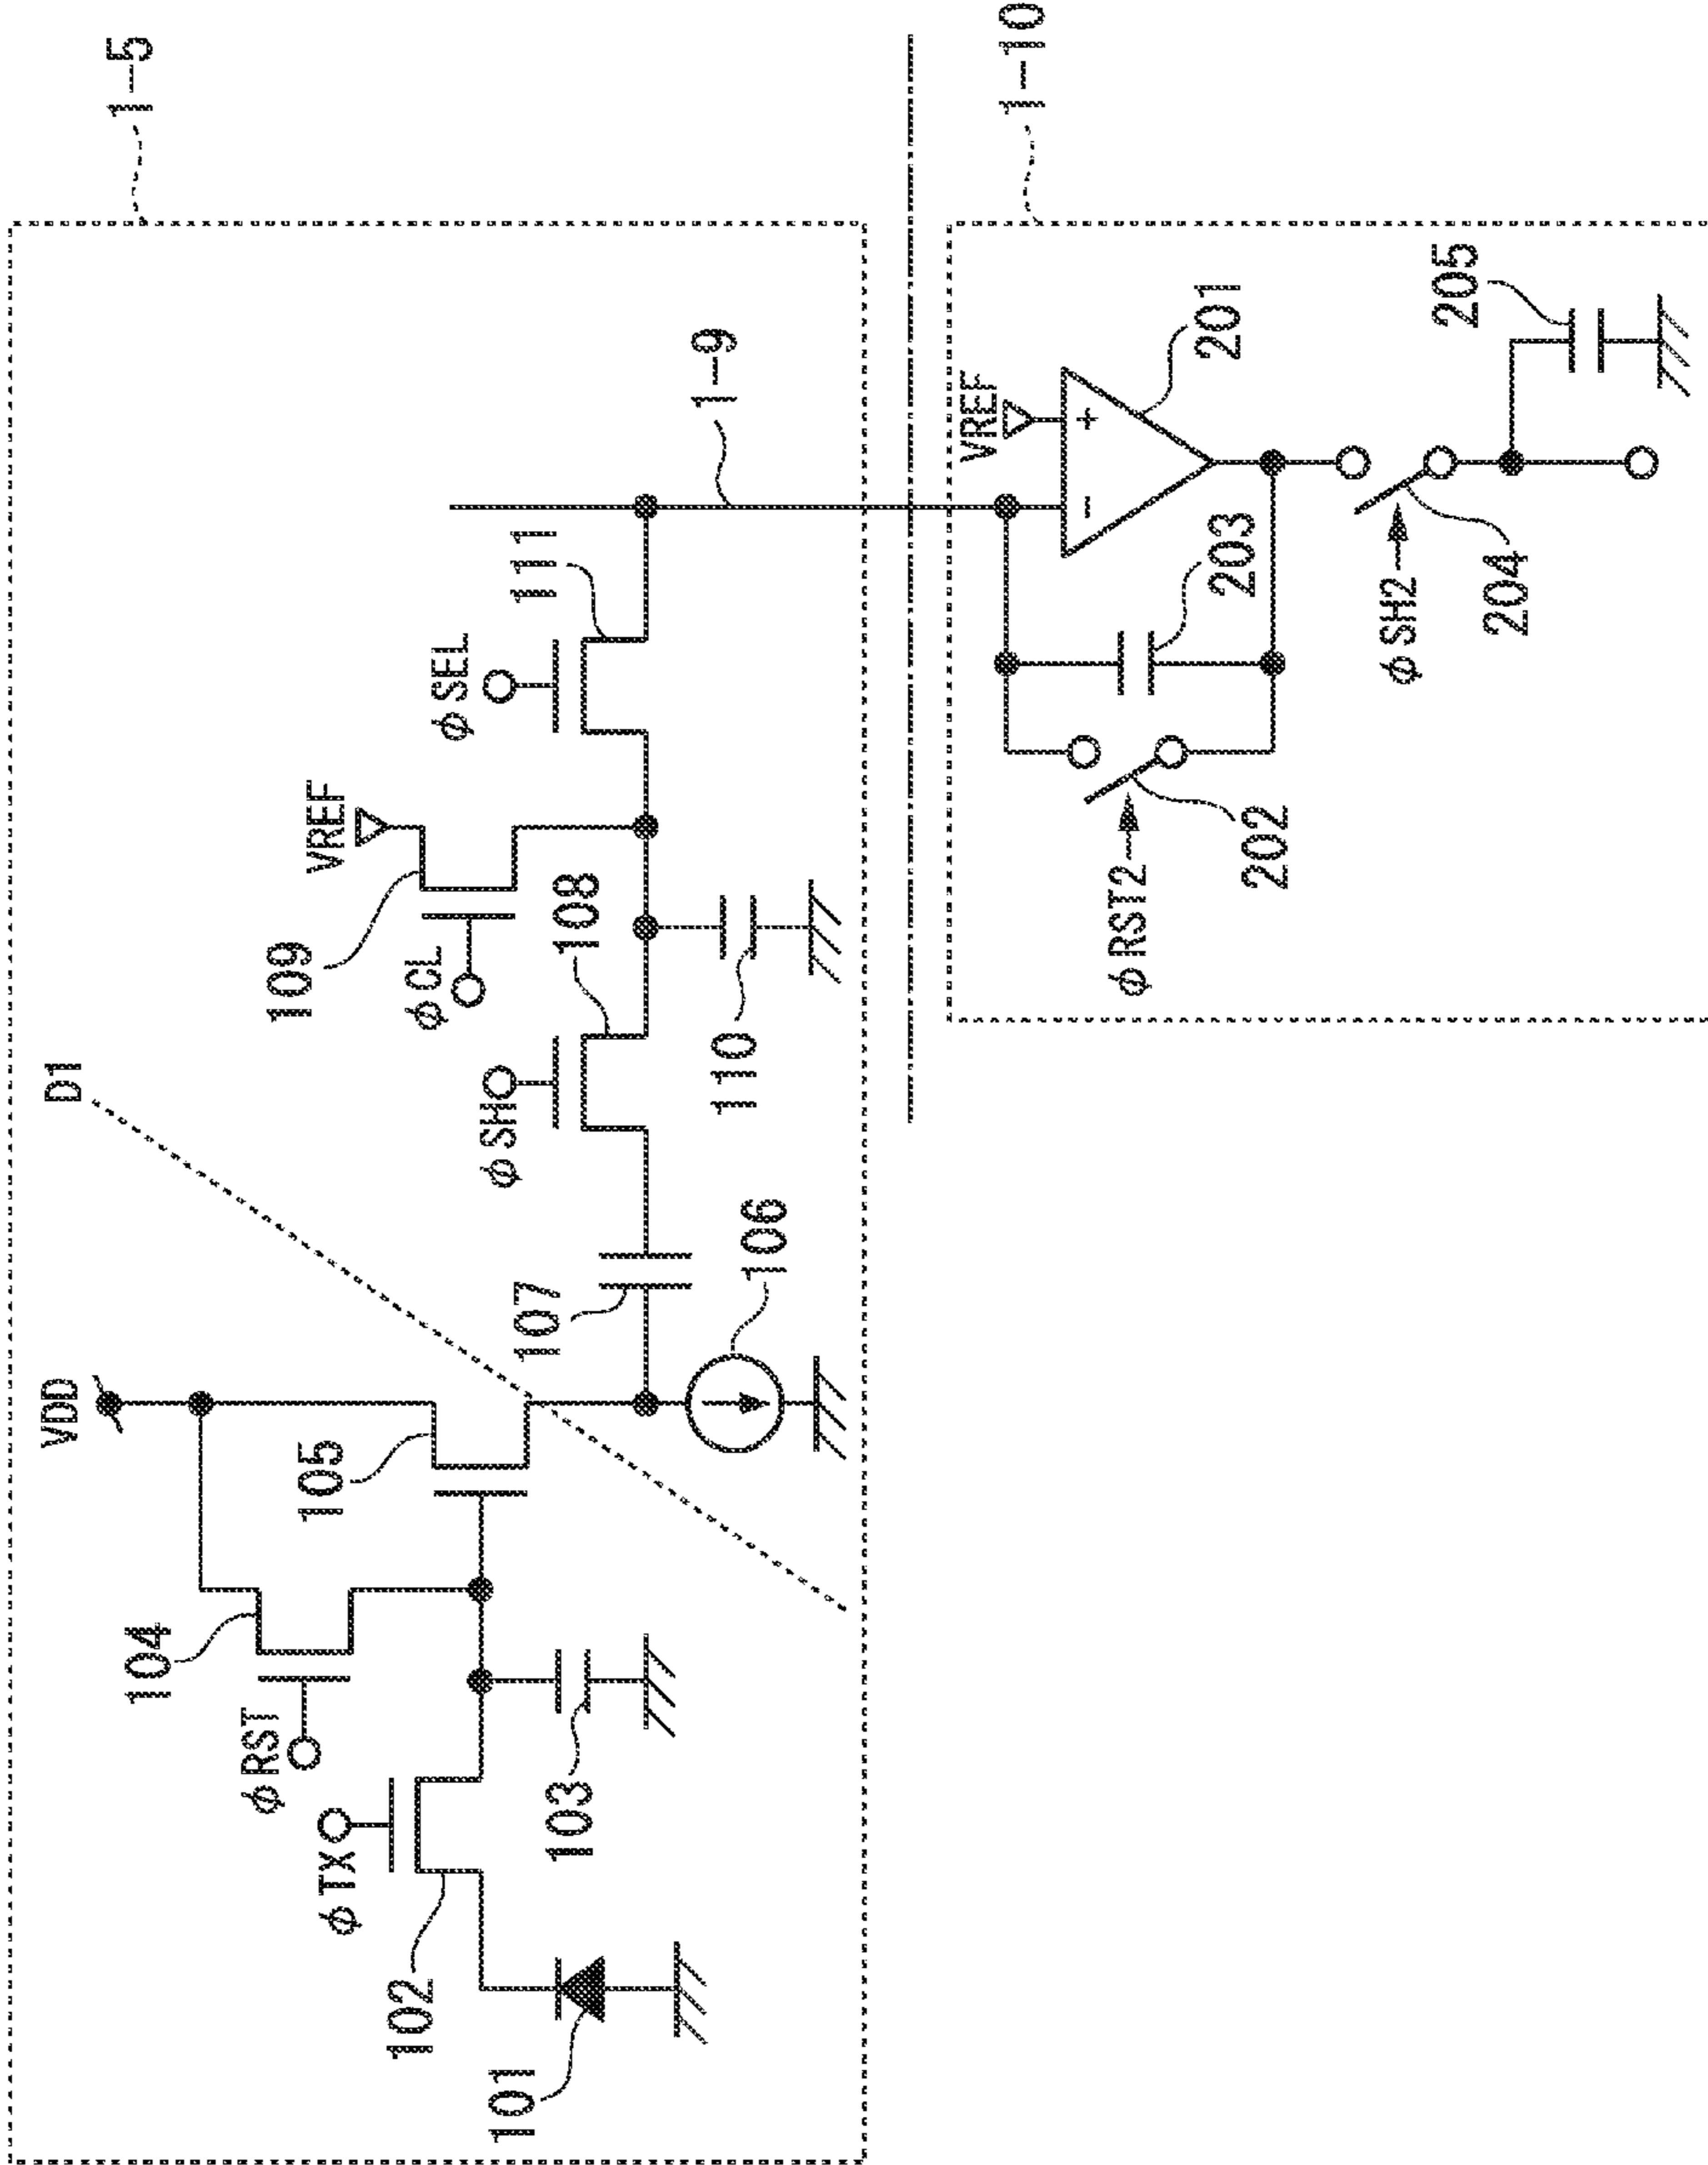 1-5
D1
VDD
VREF
104
105
109
φRST
φCL
φSEL
φTX
φSH
108
111
1-9
102
107
101
103
106
110
1-10
VREF
201
φRST2
203
202
φSH2
204
205